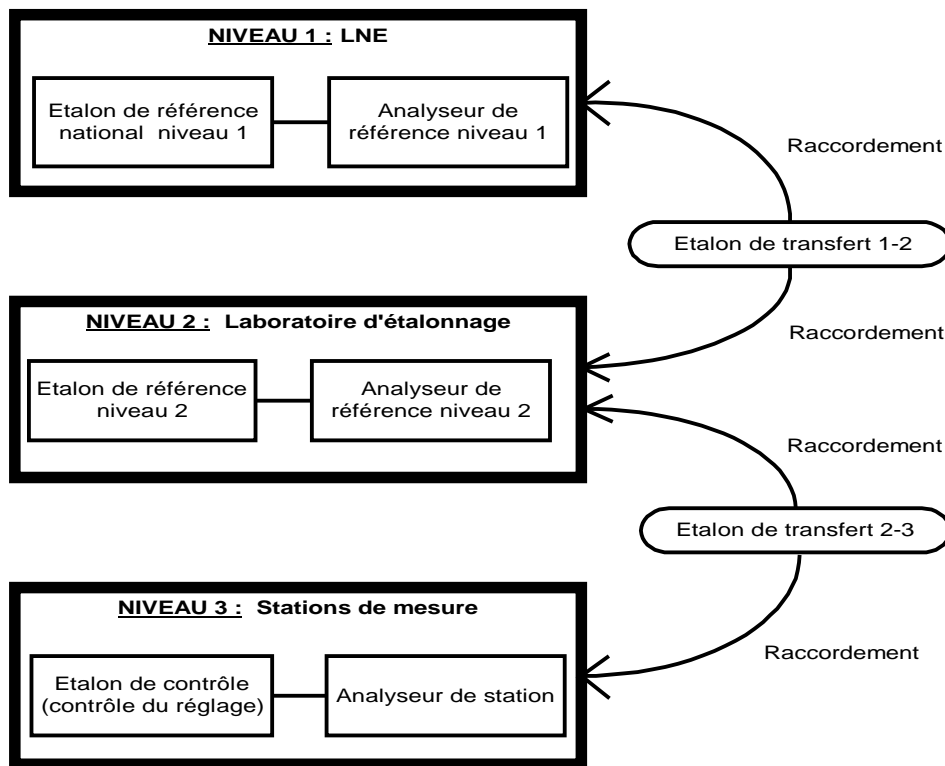 NIVEAU 1 : LNE
Etalon de référence
national niveau 1
Analyseur de
référence niveau 1
Raccordement
Etalon de transfert 1-2
Raccordement
NIVEAU 2 : Laboratoire d'étalonnage
Etalon de référence
niveau 2
Analyseur de
référence niveau 2
Raccordement
Etalon de transfert 2-3
Raccordement
NIVEAU 3 : Stations de mesure
Etalon de contrôle
(contrôle du réglage)
Analyseur de station